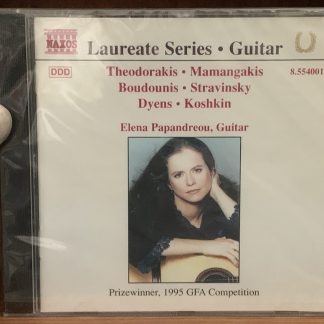 NAXOS
Laureate Series • Guitar
DDD
Theodorakis • Mamangakis
8.554001
Boudounis • Stravinsky
Dyens • Koshkin
Elena Papandreou, Guitar
Prizewinner, 1995 GFA Competition